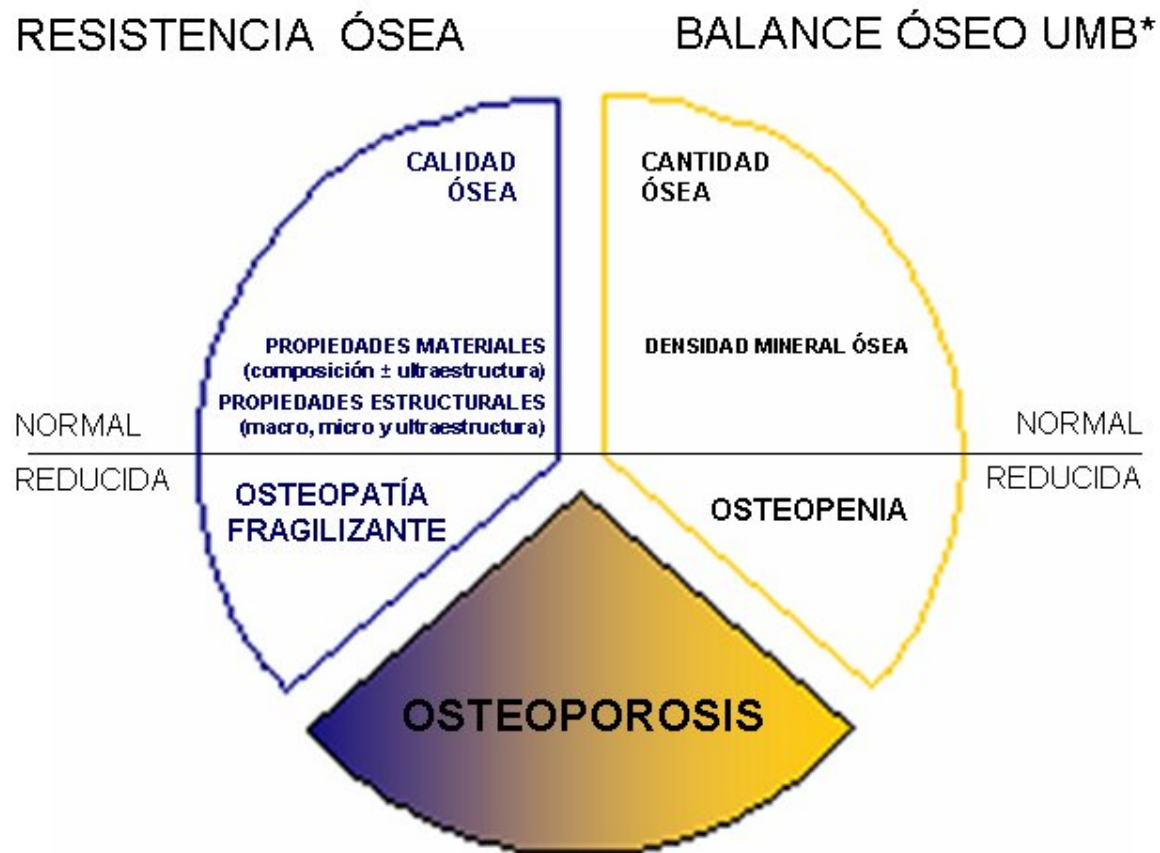 RESISTENCIA ÓSEA
BALANCE ÓSEO UMB*
CALIDAD
ÓSEA
CANTIDAD
ÓSEA
PROPIEDADES MATERIALES
(composición ± ultraestructura)
PROPIEDADES ESTRUCTURALES
(macro, micro y ultraestructura)
DENSIDAD MINERAL ÓSEA
NORMAL
NORMAL
REDUCIDA
REDUCIDA
OSTEOPATÍA
FRAGILIZANTE
OSTEOPENIA
OSTEOPOROSIS